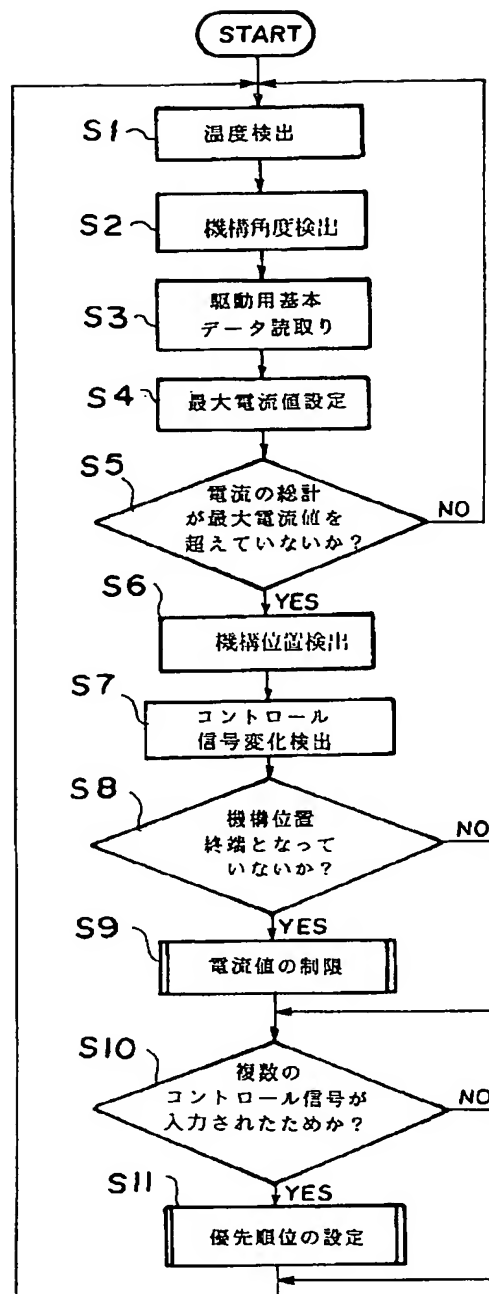 START
S1
温度検出
S2
機構角度検出
S3
駆動用基本
データ読取り
S4
最大電流値設定
S5
電流の総計
が最大電流値を
超えていないか?
NO
YES
S6
機構位置検出
S7
コントロール
信号変化検出
S8
機構位置
終端となって
いないか?
NO
YES
S9
電流値の制限
S10
複数の
コントロール信号が
入力されたためか?
NO
YES
S11
優先順位の設定